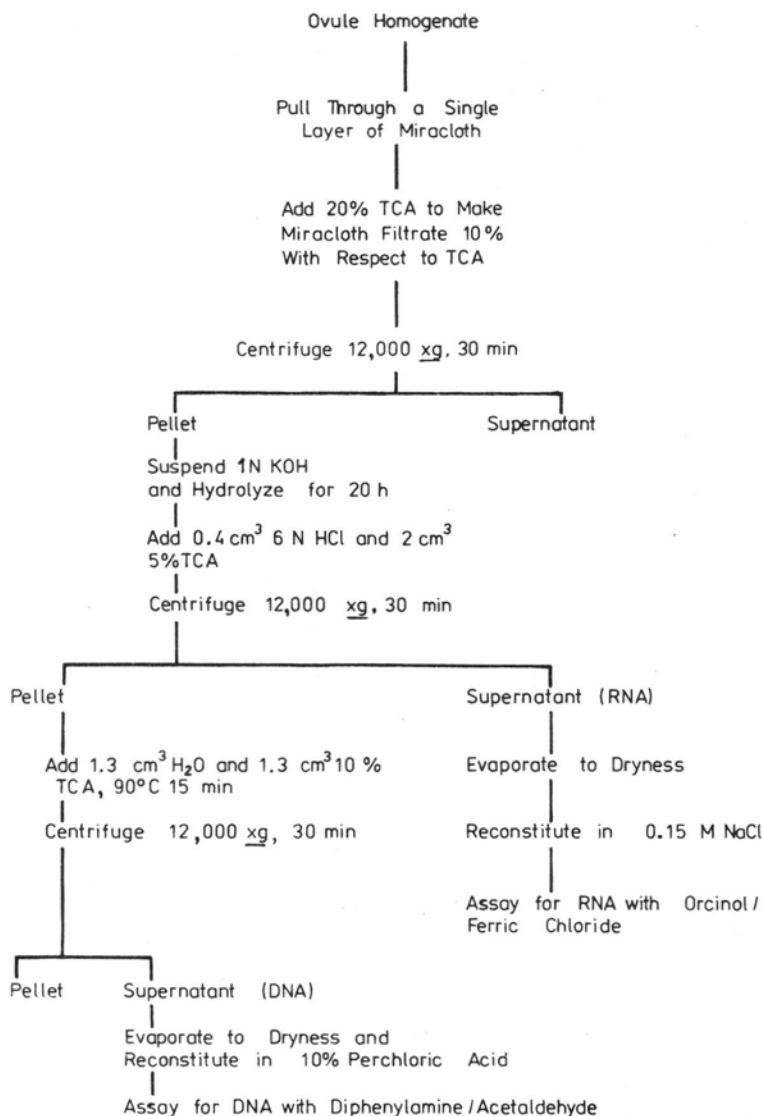 Ovule Homogenate
Pull Through a Single
Layer of Miracloth
Add 20% TCA to Make
Miracloth Filtrate 10%
With Respect to TCA
Centrifuge 12,000 xg, 30 min
Pellet
Supernatant
Suspend 1N KOH
and Hydrolyze for 20 h
Add 0.4 cm³ 6 N HCl and 2 cm³
5% TCA
Centrifuge 12,000 xg, 30 min
Pellet
Supernatant (RNA)
Add 1.3 cm³ H₂O and 1.3 cm³ 10 %
TCA, 90°C 15 min
Evaporate to Dryness
Centrifuge 12,000 xg, 30 min
Reconstitute in 0.15 M NaCl
Assay for RNA with Orcinol/
Ferric Chloride
Pellet
Supernatant (DNA)
Evaporate to Dryness and
Reconstitute in 10% Perchloric Acid
Assay for DNA with Diphenylamine/Acetaldehyde